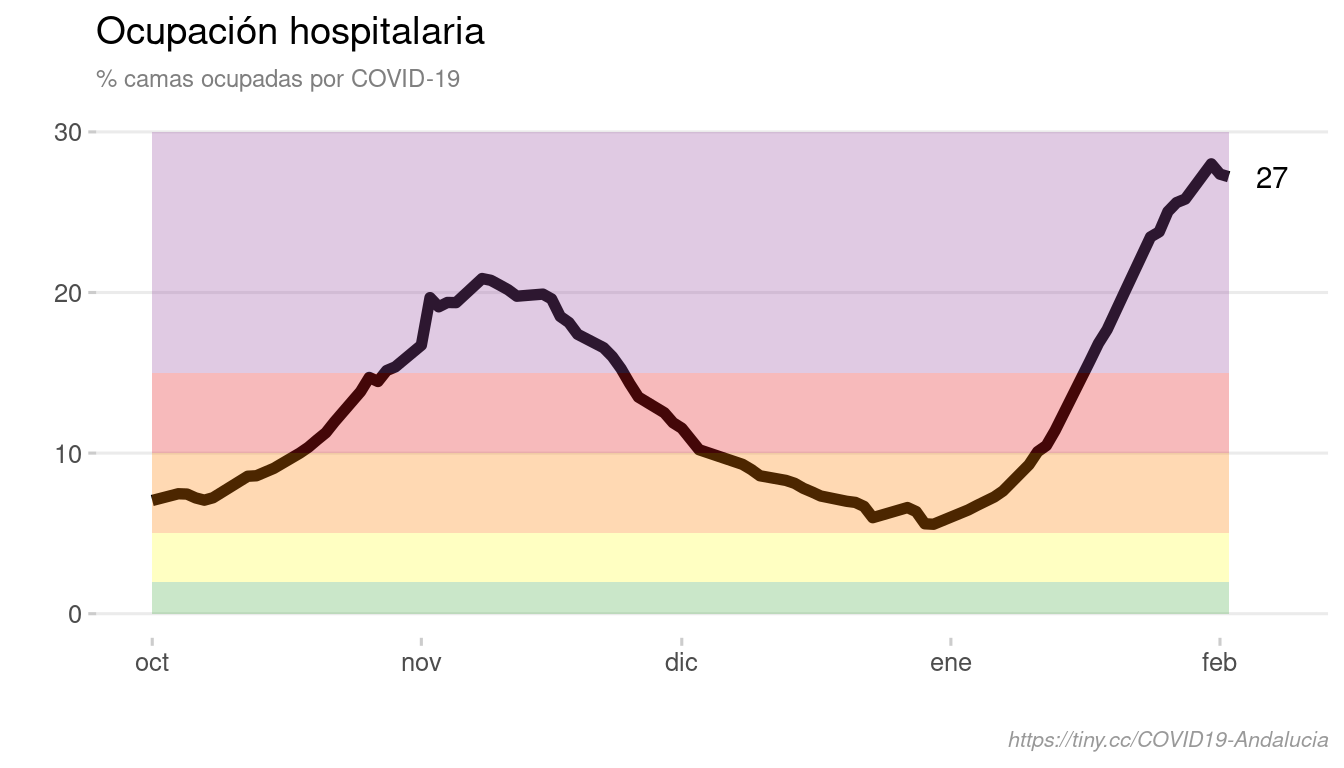 Ocupación hospitalaria
% camas ocupadas por COVID-19
30
27
20
10
0
oct nov dic ene feb
https://tiny.cc/COVID19-Andalucia